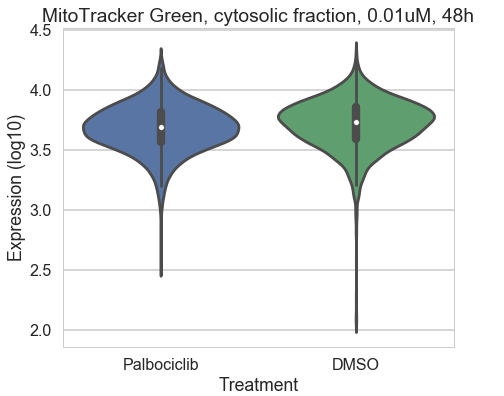 MitoTracker Green, cytosolic fraction, 0.01uM, 48h
4.5
4.0
3.5
3.0
2.5
2.0
Expression (log10)
Palbociclib
DMSO
Treatment